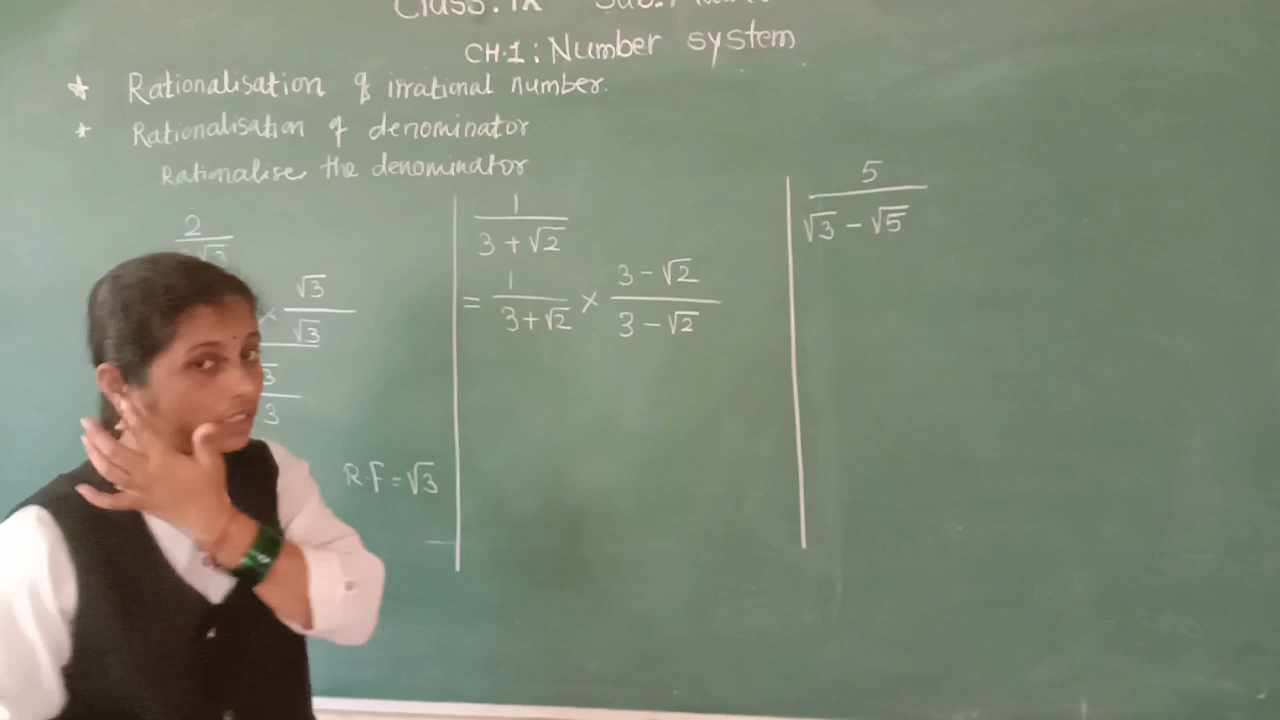 Class: IX Sub:
CH.1: Number system
* Rationalisation of irrational number.
* Rationalisation of denominator
Rationalise the denominator
2
√3
× √3
√3
3
3
R.F = √3
1
3 + √2
= 1 × 3 - √2
3 + √2 3 - √2
5
√3 - √5